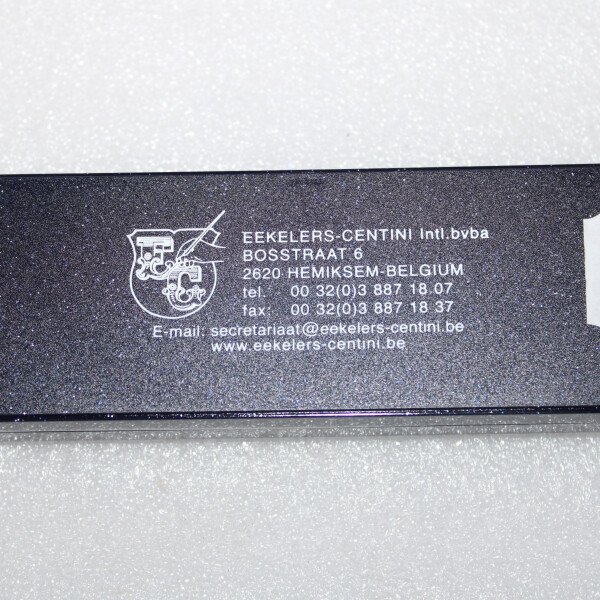 EC
EEKELERS-CENTINI Intl.bvba
BOSSTRAAT 6
2620 HEMIKSEM-BELGIUM
tel. 00 32(0)3 887 18 07
fax: 00 32(0)3 887 18 37
E-mail: secretariaat@eekelers-centini.be
www.eekelers-centini.be